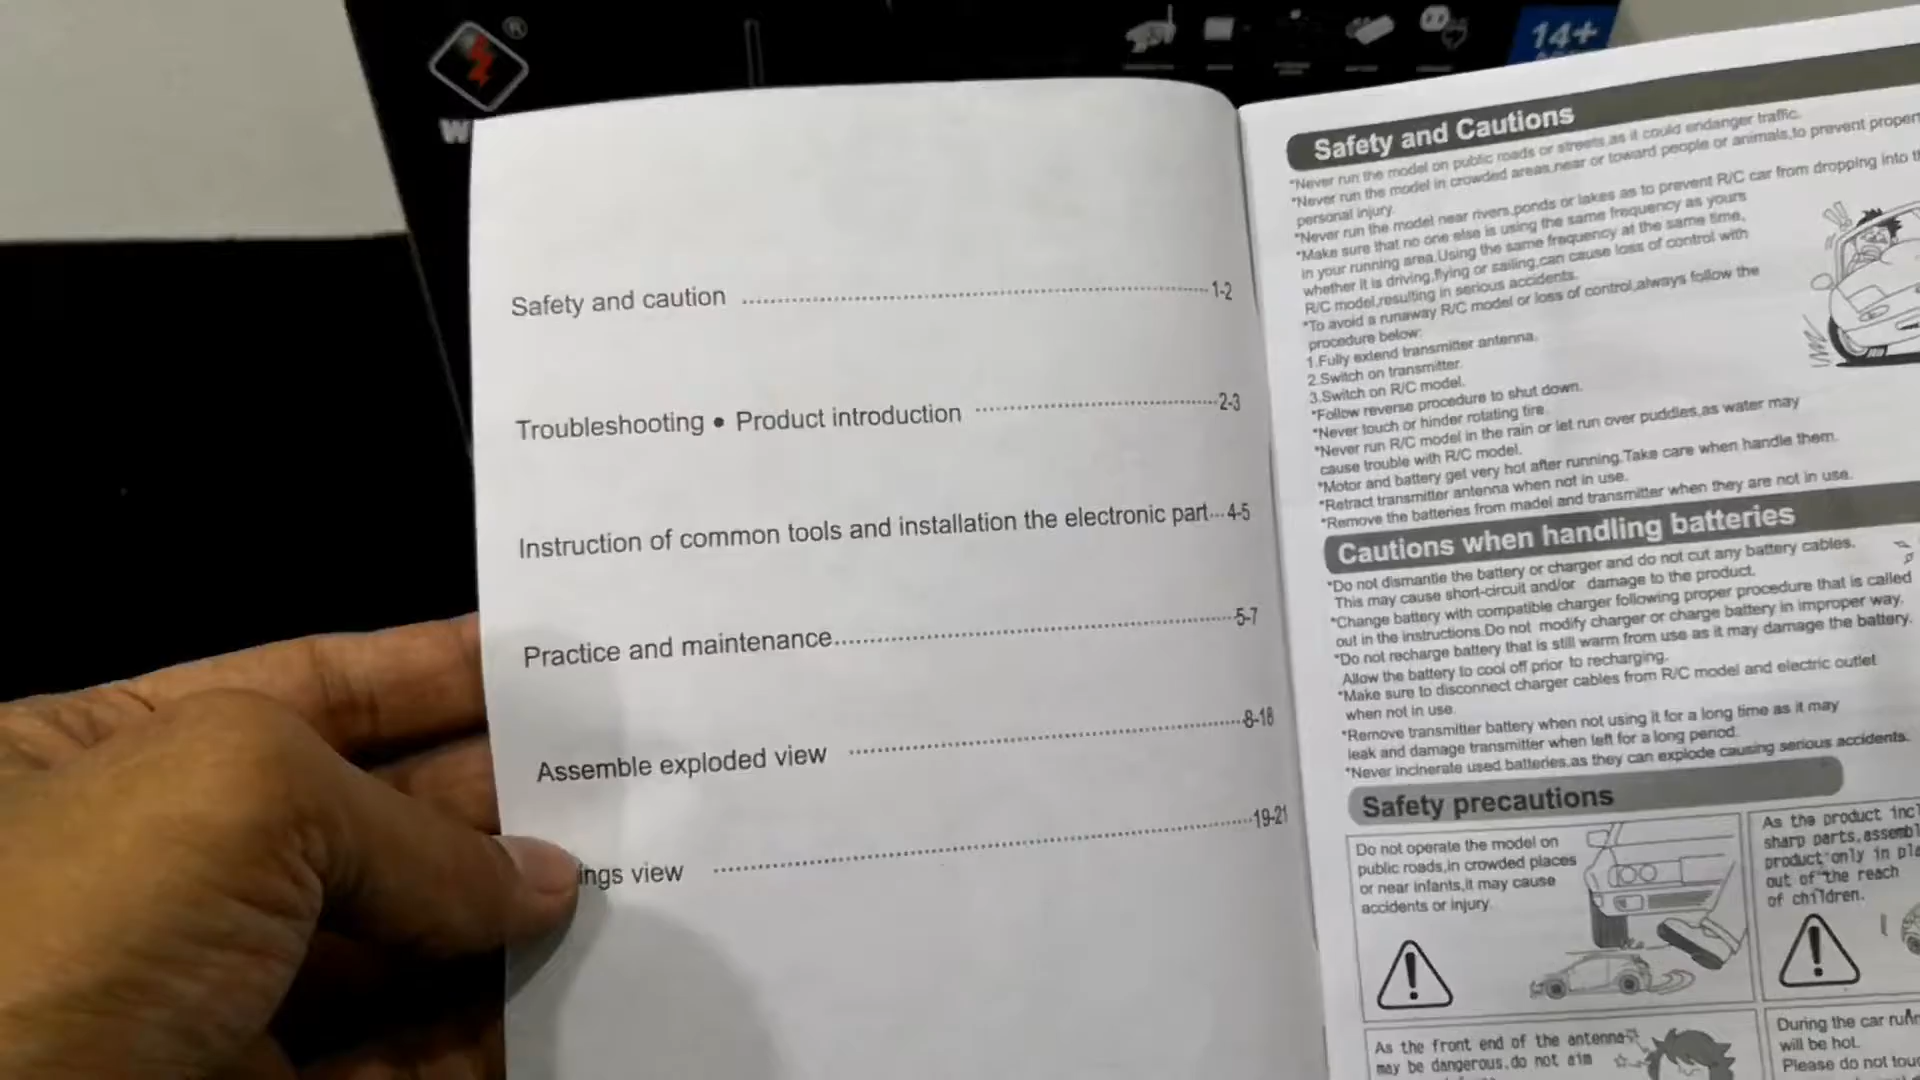 ®
W
14+
Safety and caution ........ 1-2
Troubleshooting ● Product introduction ........ 2-3
Instruction of common tools and installation the electronic part... 4-5
Practice and maintenance........ 5-7
Assemble exploded view ........ 8-18
ings view ........ 19-21
Safety and Cautions
*Never run the model on public roads or streets as it could endanger traffic.
*Never run the model in crowded areas,near or toward people or animals,to prevent
personal injury.
*Never run the model near rivers,ponds or lakes as to prevent R/C car from dropping into
*Make sure that no one else is using the same frequency as yours
in your running area.Using the same frequency at the same time,
whether it is driving,flying or sailing,can cause loss of control with
R/C model,resulting in serious accidents.
*To avoid a runaway R/C model or loss of control,always follow the
procedure below:
1.Fully extend transmitter antenna.
2.Switch on transmitter.
3.Switch on R/C model.
*Follow reverse procedure to shut down.
*Never touch or hinder rotating tire.
*Never run R/C model in the rain or let run over puddles,as water may
cause trouble with R/C model.
*Motor and battery get very hot after running.Take care when handle them.
*Retract transmitter antenna when not in use.
*Remove the batteries from madel and transmitter when they are not in use.
Cautions when handling batteries
*Do not dismantle the battery or charger and do not cut any battery cables.
This may cause short-circuit and/or damage to the product.
*Change battery with compatible charger following proper procedure that is called
out in the instructions.Do not modify charger or charge battery in improper way.
*Do not recharge battery that is still warm from use as it may damage the battery.
Allow the battery to cool off prior to recharging.
*Make sure to disconnect charger cables from R/C model and electric outlet
when not in use.
*Remove transmitter battery when not using it for a long time as it may
leak and damage transmitter when left for a long period.
*Never incinerate used batteries,as they can explode causing serious accidents.
Safety precautions
Do not operate the model on
public roads,in crowded places
or near infants,it may cause
accidents or injury.
As the product incl
sharp parts,assembl
product only in pla
out of the reach
of children.
As the front end of the antenna
may be dangerous,do not aim
During the car runn
will be hot.
Please do not touc